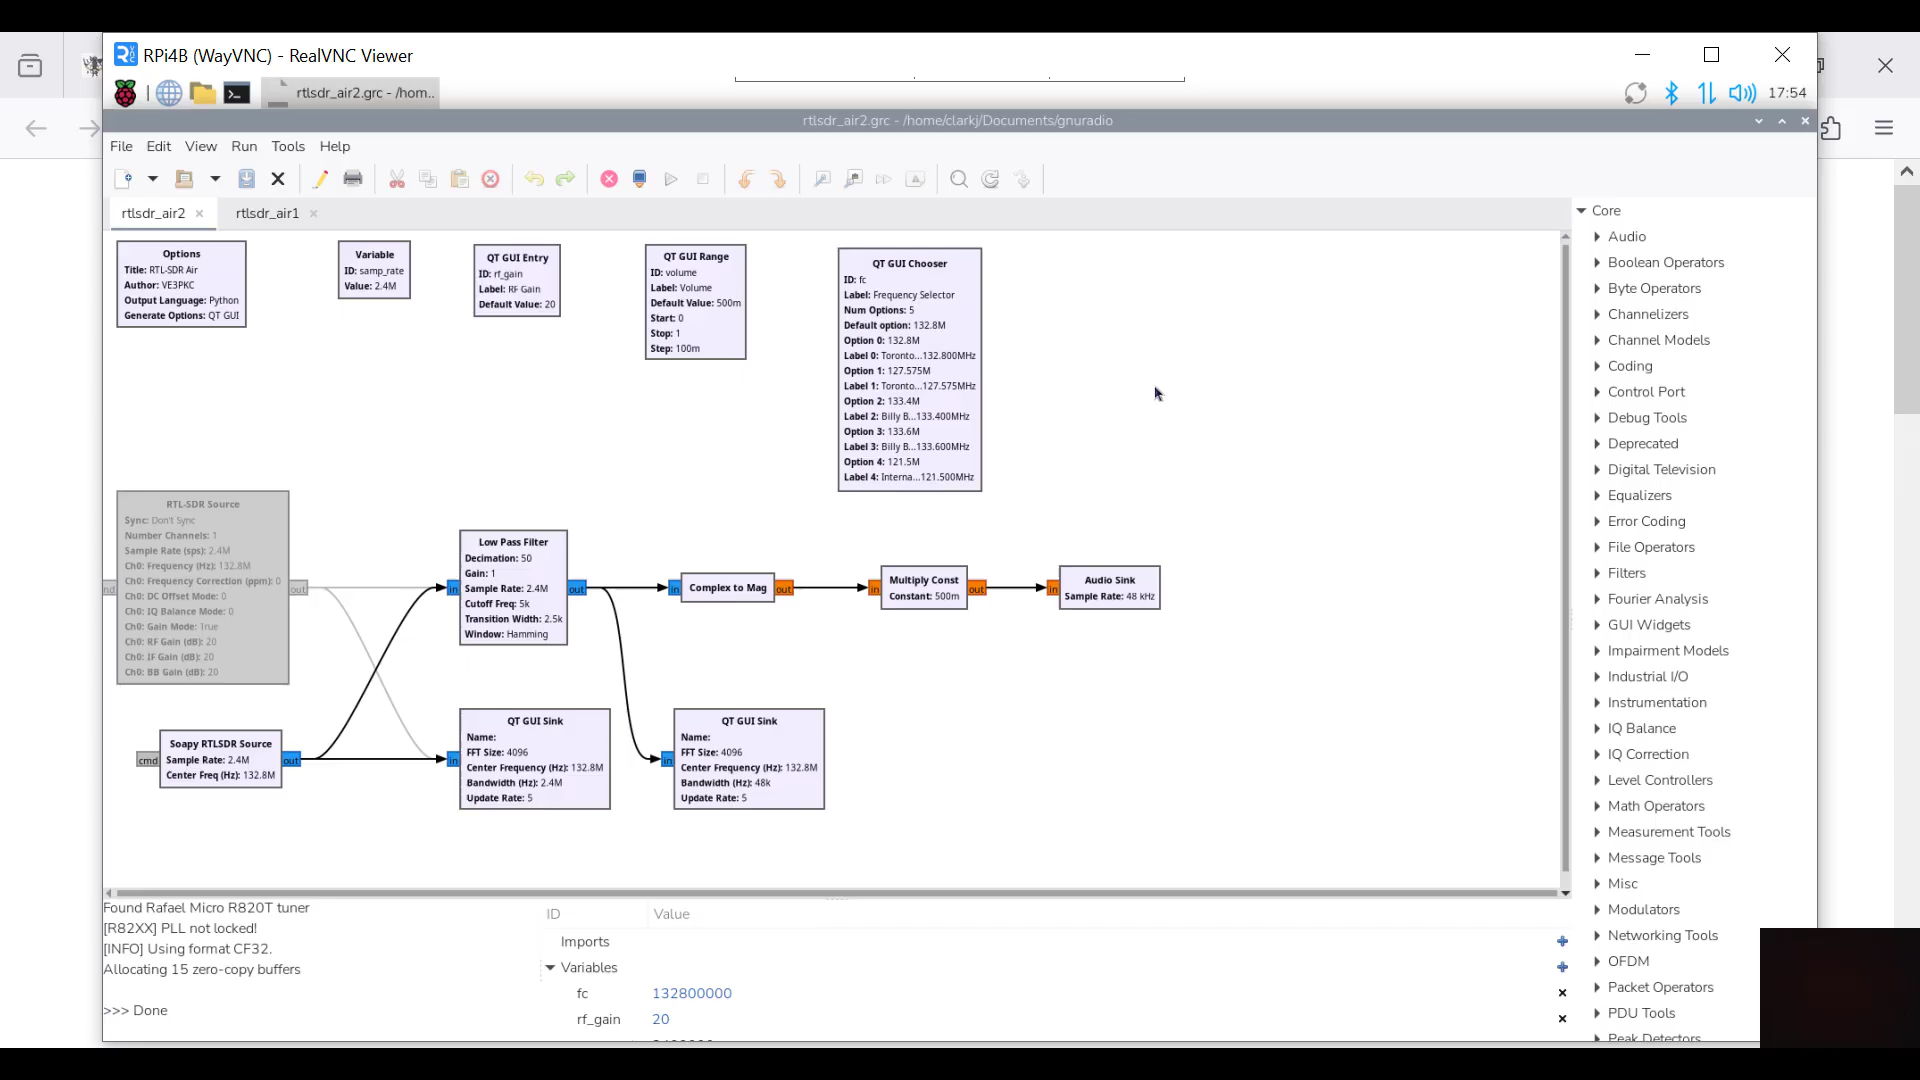 RPi4B (WayVNC) - RealVNC Viewer
rtlsdr_air2.grc - /hom..
17:54
rtlsdr_air2.grc - /home/clarkj/Documents/gnuradio
File Edit View Run Tools Help
rtlsdr_air2
rtlsdr_air1
Options
Title: RTL-SDR Air
Author: VE3PKC
Output Language: Python
Generate Options: QT GUI
Variable
ID: samp_rate
Value: 2.4M
QT GUI Entry
ID: rf_gain
Label: RF Gain
Default Value: 20
QT GUI Range
ID: volume
Label: Volume
Default Value: 500m
Start: 0
Stop: 1
Step: 100m
QT GUI Chooser
ID: fc
Label: Frequency Selector
Num Options: 5
Default option: 132.8M
Option 0: 132.8M
Label 0: Toronto...132.800MHz
Option 1: 127.575M
Label 1: Toronto...127.575MHz
Option 2: 133.4M
Label 2: Billy B...133.400MHz
Option 3: 133.6M
Label 3: Billy B...133.600MHz
Option 4: 121.5M
Label 4: Interna...121.500MHz
RTL-SDR Source
Sync: Don't Sync
Number Channels: 1
Sample Rate (sps): 2.4M
Ch0: Frequency (Hz): 132.8M
Ch0: Frequency Correction (ppm): 0
Ch0: DC Offset Mode: 0
Ch0: IQ Balance Mode: 0
Ch0: Gain Mode: True
Ch0: RF Gain (dB): 20
Ch0: IF Gain (dB): 20
Ch0: BB Gain (dB): 20
out
Low Pass Filter
Decimation: 50
Gain: 1
Sample Rate: 2.4M
Cutoff Freq: 5k
Transition Width: 2.5k
Window: Hamming
in
out
in
Complex to Mag
out
in
Multiply Const
Constant: 500m
out
in
Audio Sink
Sample Rate: 48 kHz
cmd
Soapy RTLSDR Source
Sample Rate: 2.4M
Center Freq (Hz): 132.8M
out
in
QT GUI Sink
Name:
FFT Size: 4096
Center Frequency (Hz): 132.8M
Bandwidth (Hz): 2.4M
Update Rate: 5
in
QT GUI Sink
Name:
FFT Size: 4096
Center Frequency (Hz): 132.8M
Bandwidth (Hz): 48k
Update Rate: 5
Core
Audio
Boolean Operators
Byte Operators
Channelizers
Channel Models
Coding
Control Port
Debug Tools
Deprecated
Digital Television
Equalizers
Error Coding
File Operators
Filters
Fourier Analysis
GUI Widgets
Impairment Models
Industrial I/O
Instrumentation
IQ Balance
IQ Correction
Level Controllers
Math Operators
Measurement Tools
Message Tools
Misc
Modulators
Networking Tools
OFDM
Packet Operators
PDU Tools
Peak Detectors
Found Rafael Micro R820T tuner
[R82XX] PLL not locked!
[INFO] Using format CF32.
Allocating 15 zero-copy buffers
>>> Done
ID Value
Imports
Variables
fc 132800000
rf_gain 20